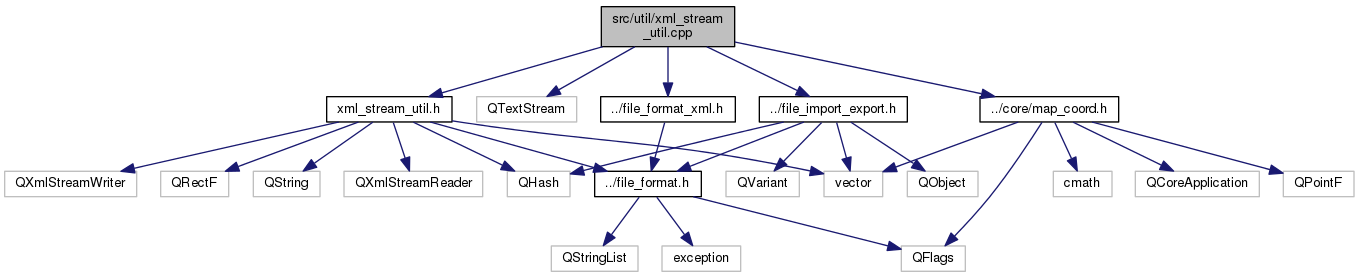 src/util/xml_stream
_util.cpp
xml_stream_util.h
QTextStream
../file_format_xml.h
../file_import_export.h
../core/map_coord.h
QXmlStreamWriter
QRectF
QString
QXmlStreamReader
QHash
../file_format.h
QVariant
vector
QObject
cmath
QCoreApplication
QPointF
QStringList
exception
QFlags